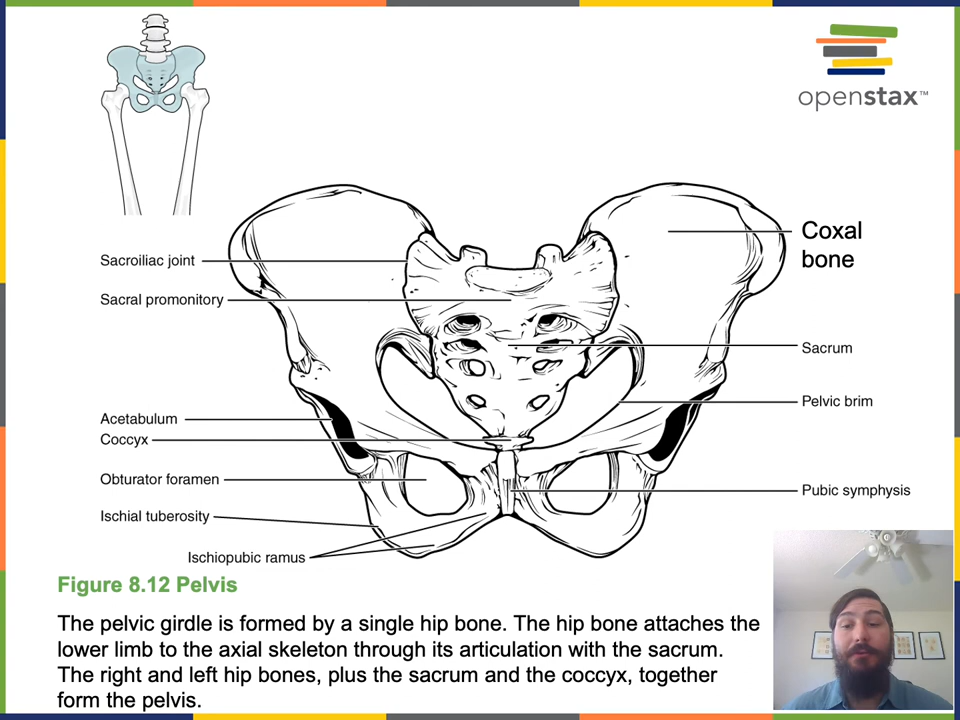 openstax™
Coxal
bone
Sacroiliac joint
Sacral promonitory
Sacrum
Pelvic brim
Acetabulum
Coccyx
Obturator foramen
Pubic symphysis
Ischial tuberosity
Ischiopubic ramus
Figure 8.12 Pelvis
The pelvic girdle is formed by a single hip bone. The hip bone attaches the
lower limb to the axial skeleton through its articulation with the sacrum.
The right and left hip bones, plus the sacrum and the coccyx, together
form the pelvis.